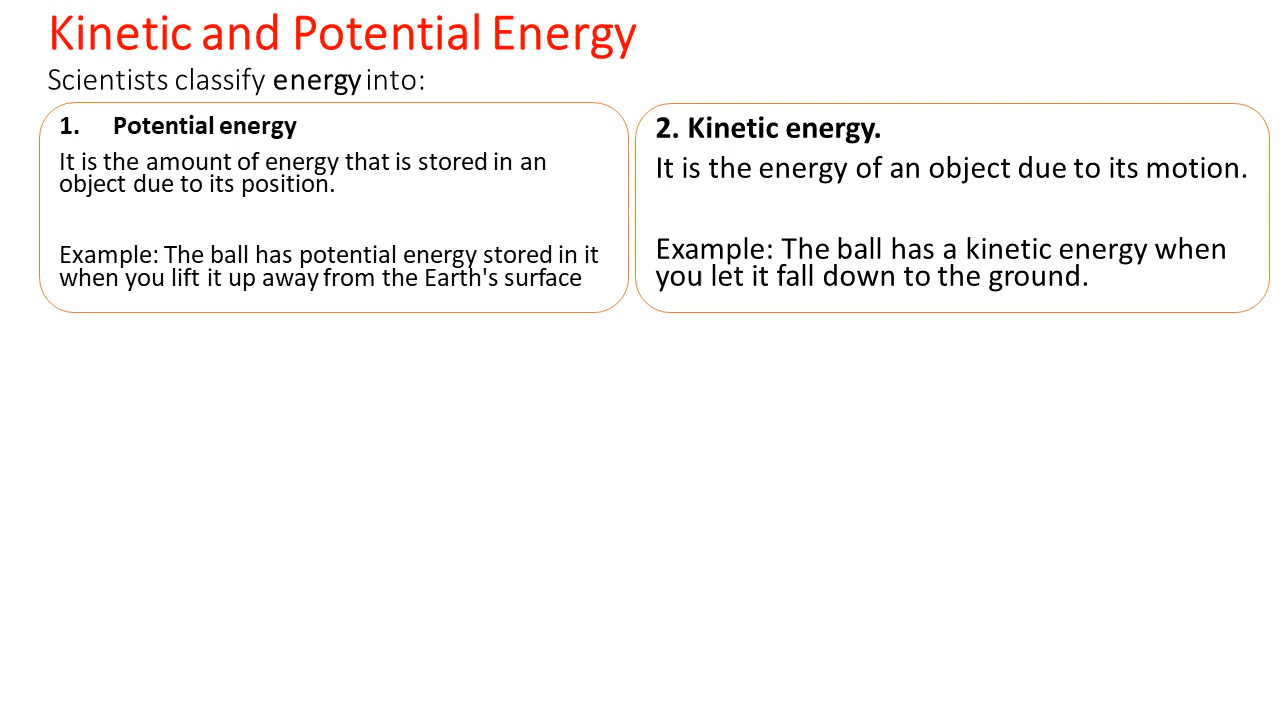 Kinetic and Potential Energy
Scientists classify energy into:
1. Potential energy
It is the amount of energy that is stored in an
object due to its position.
Example: The ball has potential energy stored in it
when you lift it up away from the Earth's surface
2. Kinetic energy.
It is the energy of an object due to its motion.
Example: The ball has a kinetic energy when
you let it fall down to the ground.